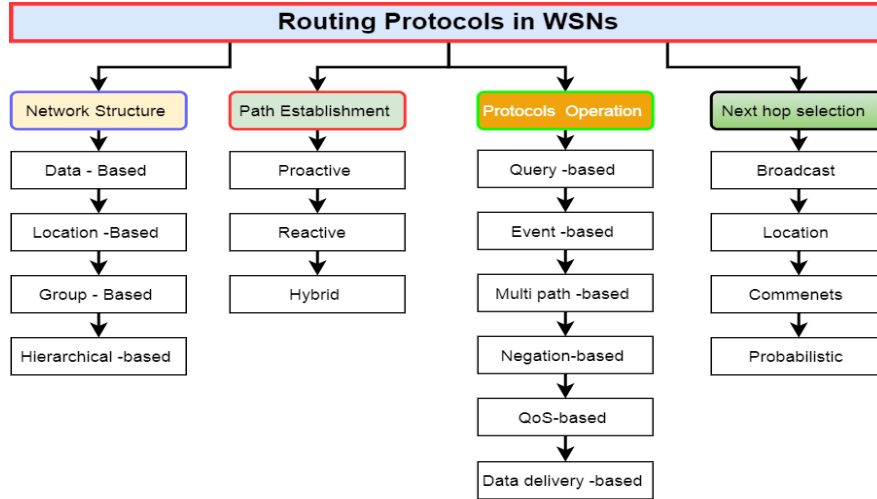 Routing Protocols in WSNs
Network Structure
Data - Based
Location -Based
Group - Based
Hierarchical -based
Path Establishment
Proactive
Reactive
Hybrid
Protocols Operation
Query -based
Event -based
Multi path -based
Negation-based
QoS-based
Data delivery -based
Next hop selection
Broadcast
Location
Commenets
Probabilistic